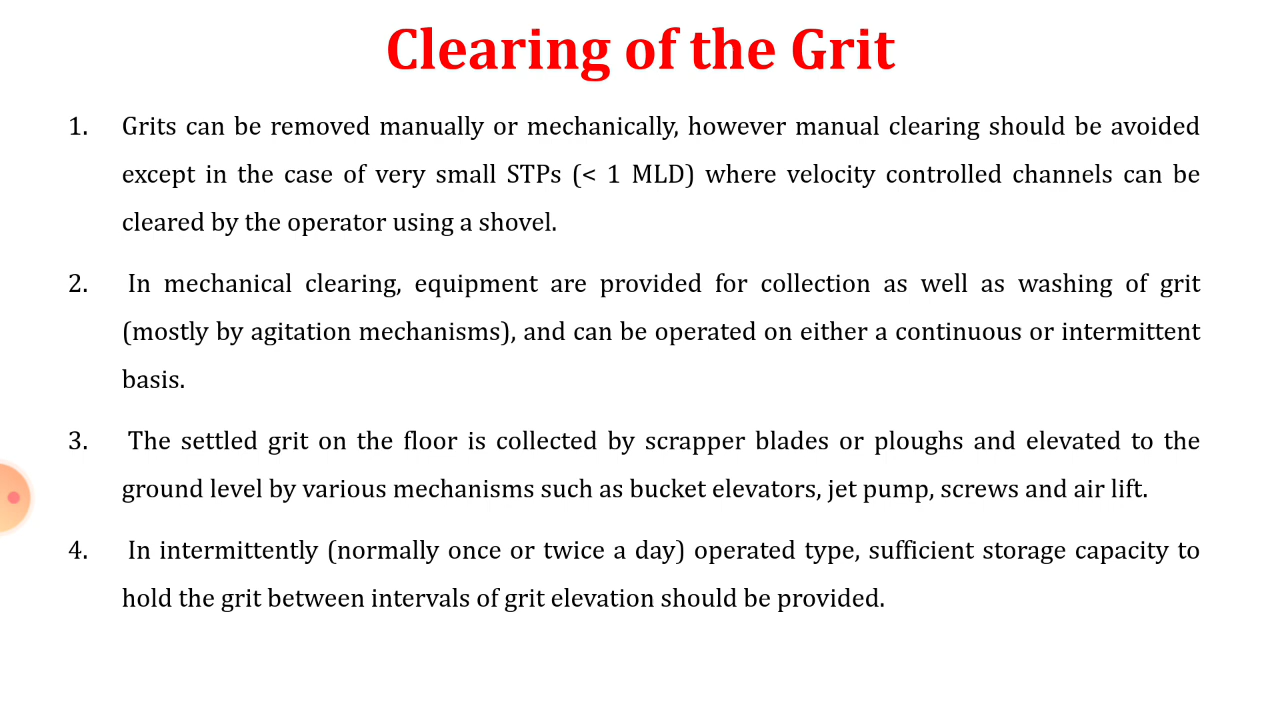 Clearing of the Grit
1. Grits can be removed manually or mechanically, however manual clearing should be avoided
except in the case of very small STPs (< 1 MLD) where velocity controlled channels can be
cleared by the operator using a shovel.
2. In mechanical clearing, equipment are provided for collection as well as washing of grit
(mostly by agitation mechanisms), and can be operated on either a continuous or intermittent
basis.
3. The settled grit on the floor is collected by scrapper blades or ploughs and elevated to the
ground level by various mechanisms such as bucket elevators, jet pump, screws and air lift.
4. In intermittently (normally once or twice a day) operated type, sufficient storage capacity to
hold the grit between intervals of grit elevation should be provided.